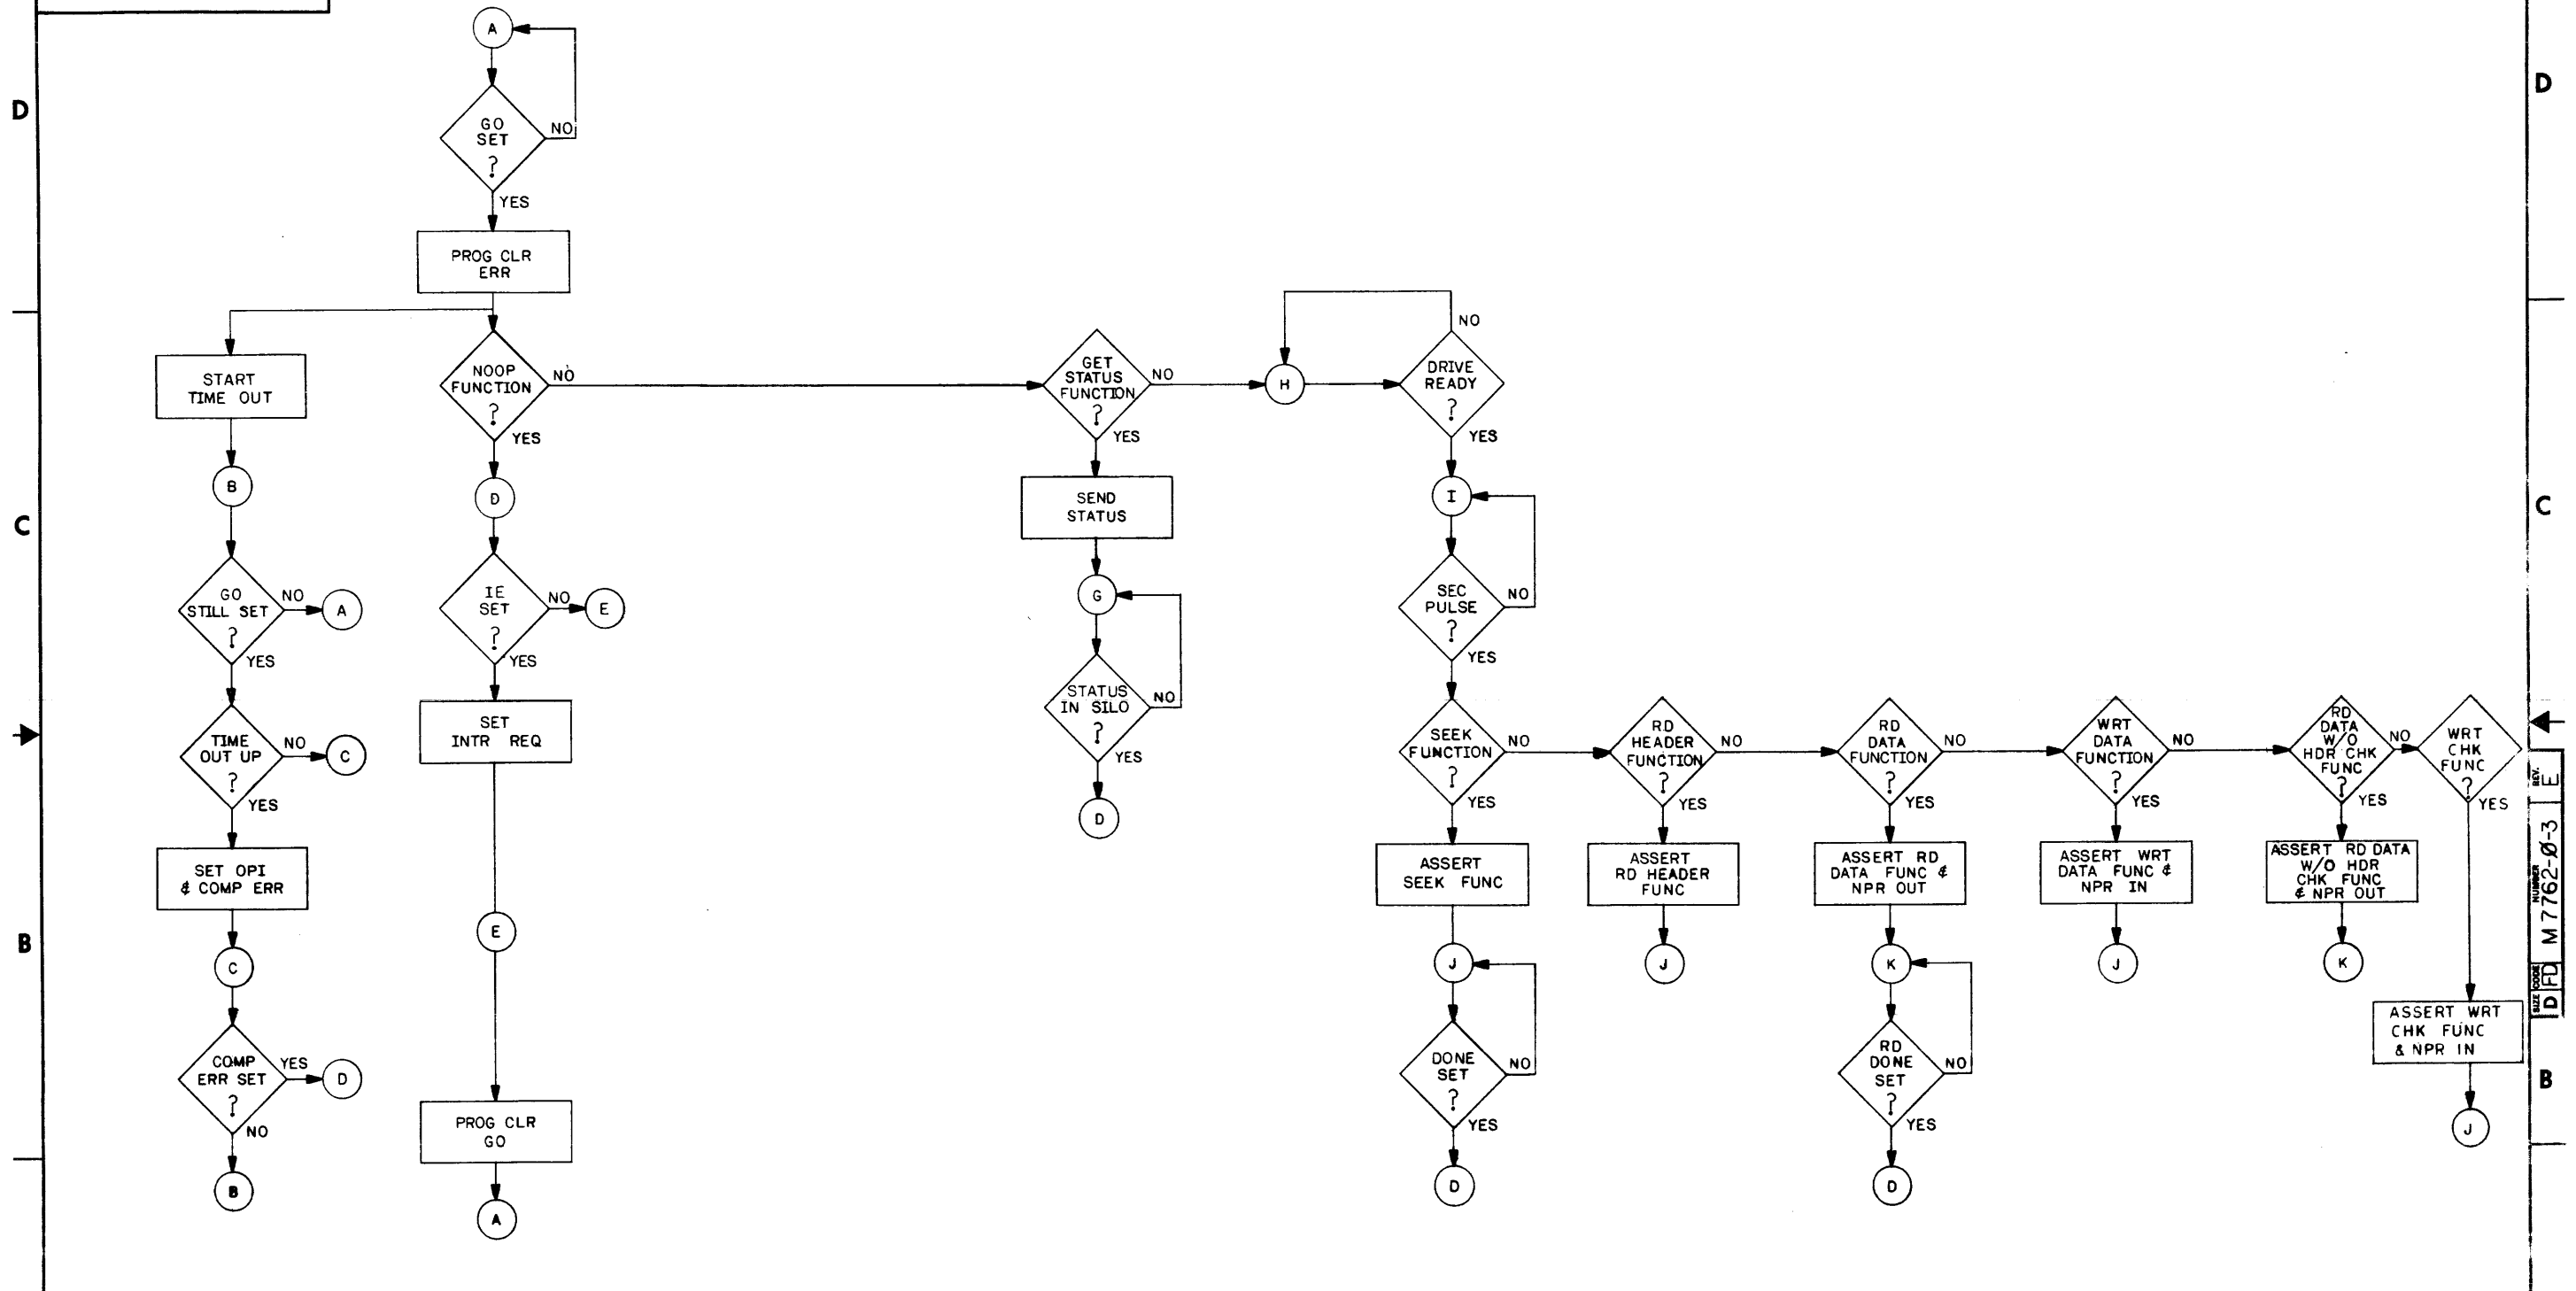 A
D
D
GO
SET
?
NO
YES
PROG CLR
ERR
START
TIME OUT
B
GO
STILL SET
?
NO
A
YES
TIME
OUT UP
?
NO
C
YES
SET OPI
& COMP ERR
C
COMP
ERR SET
?
YES
D
NO
B
NOOP
FUNCTION
?
NO
YES
D
IE
SET
?
NO
E
YES
SET
INTR REQ
E
PROG CLR
GO
A
GET
STATUS
FUNCTION
?
NO
YES
SEND
STATUS
G
STATUS
IN SILO
?
NO
YES
D
H
DRIVE
READY
?
NO
YES
I
SEC
PULSE
?
NO
YES
SEEK
FUNCTION
?
NO
YES
ASSERT
SEEK FUNC
J
DONE
SET
?
NO
YES
D
RD
HEADER
FUNCTION
?
NO
YES
ASSERT
RD HEADER
FUNC
J
RD
DATA
FUNCTION
?
NO
YES
ASSERT RD
DATA FUNC &
NPR OUT
K
RD
DONE
SET
?
NO
YES
D
WRT
DATA
FUNCTION
?
NO
YES
ASSERT WRT
DATA FUNC &
NPR IN
J
RD
DATA
W/O
HDR CHK
FUNC
?
NO
YES
ASSERT RD DATA
W/O HDR
CHK FUNC
& NPR OUT
K
WRT
CHK
FUNC
?
YES
ASSERT WRT
CHK FUNC
& NPR IN
J
C
C
B
B
SIZE CODE NUMBER REV.
D FD M7762-Ø-3 E